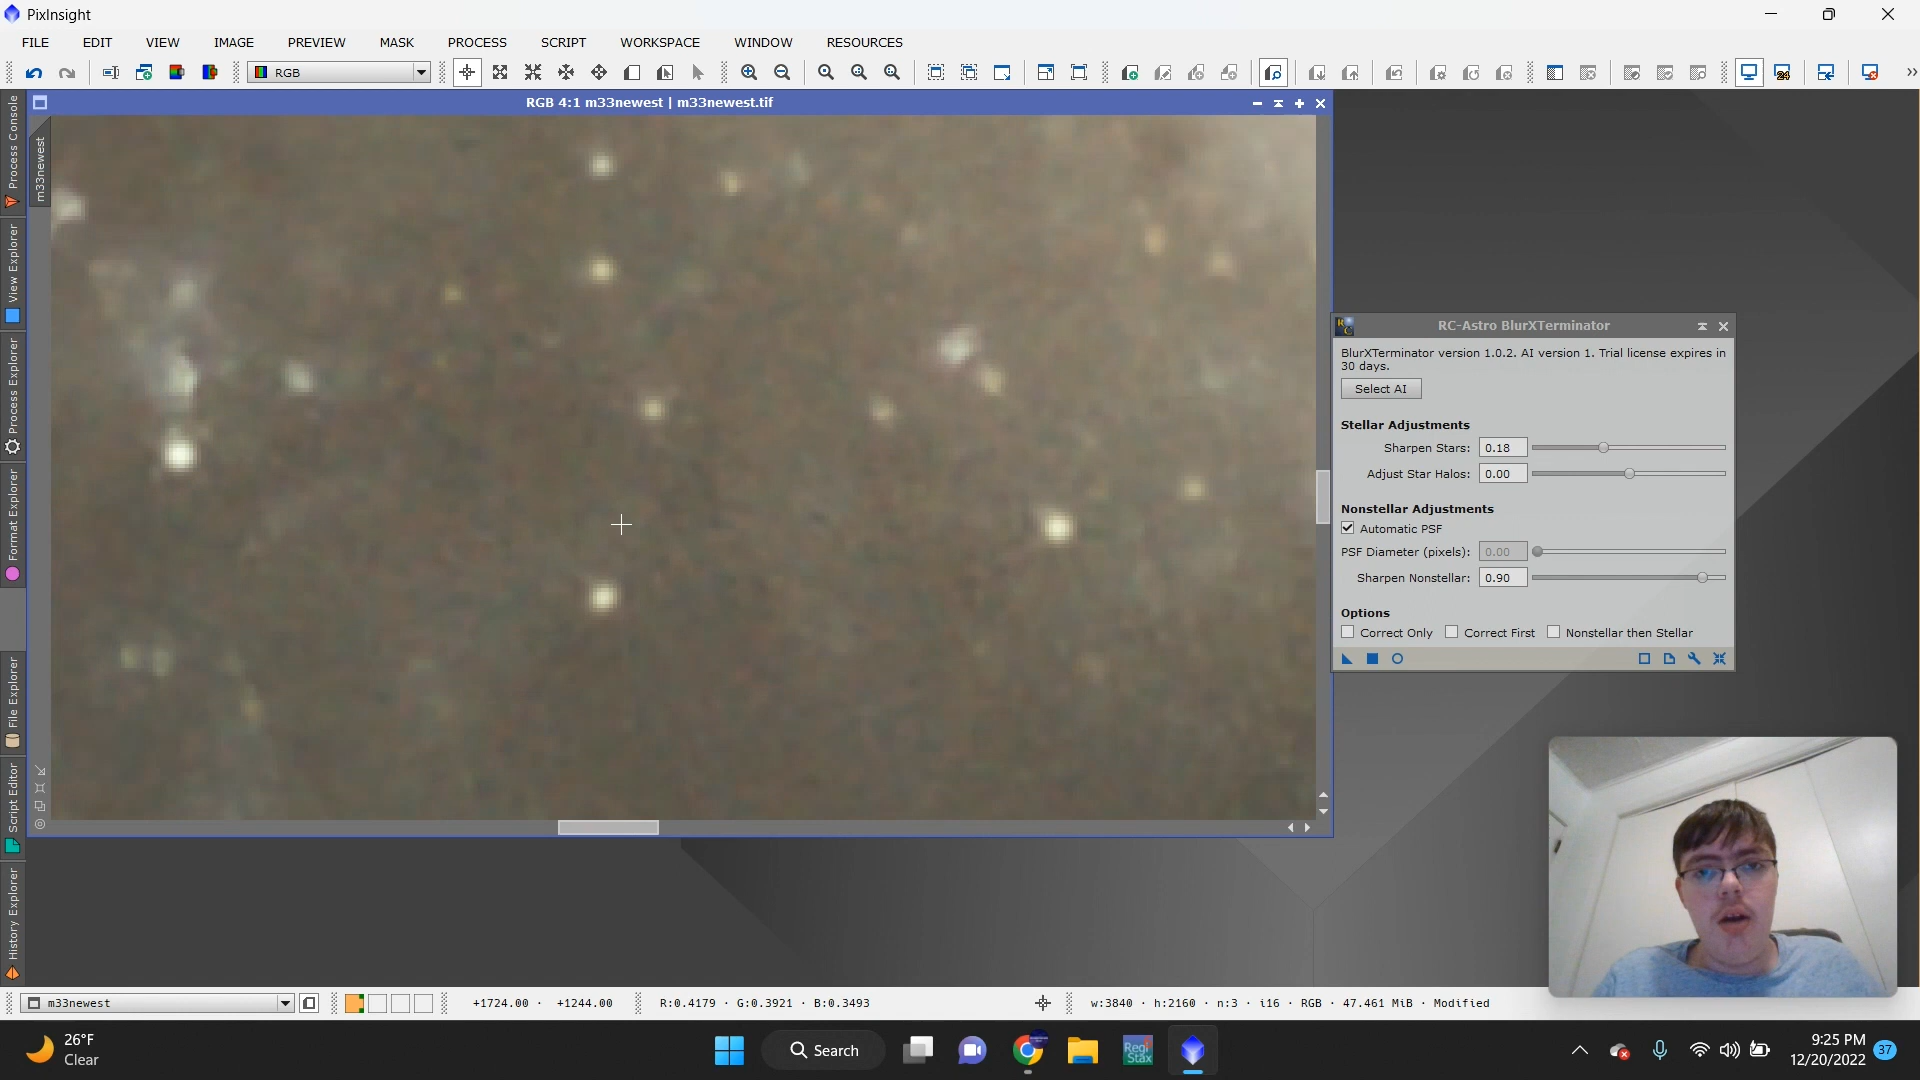 PixInsight
FILE EDIT VIEW IMAGE PREVIEW MASK PROCESS SCRIPT WORKSPACE WINDOW RESOURCES
RGB
24
RGB 4:1 m33newest | m33newest.tif
m33newest
Process Console
View Explorer
Process Explorer
Format Explorer
File Explorer
Script Editor
History Explorer
RC-Astro BlurXTerminator
BlurXTerminator version 1.0.2. AI version 1. Trial license expires in
30 days.
Select AI
Stellar Adjustments
Sharpen Stars: 0.18
Adjust Star Halos: 0.00
Nonstellar Adjustments
Automatic PSF
PSF Diameter (pixels): 0.00
Sharpen Nonstellar: 0.90
Options
Correct Only Correct First Nonstellar then Stellar
m33newest +1724.00 · +1244.00 R:0.4179 · G:0.3921 · B:0.3493 w:3840 · h:2160 · n:3 · i16 · RGB · 47.461 MiB · Modified
26°F
Clear
Search
Regi
Stax
9:25 PM
12/20/2022
37